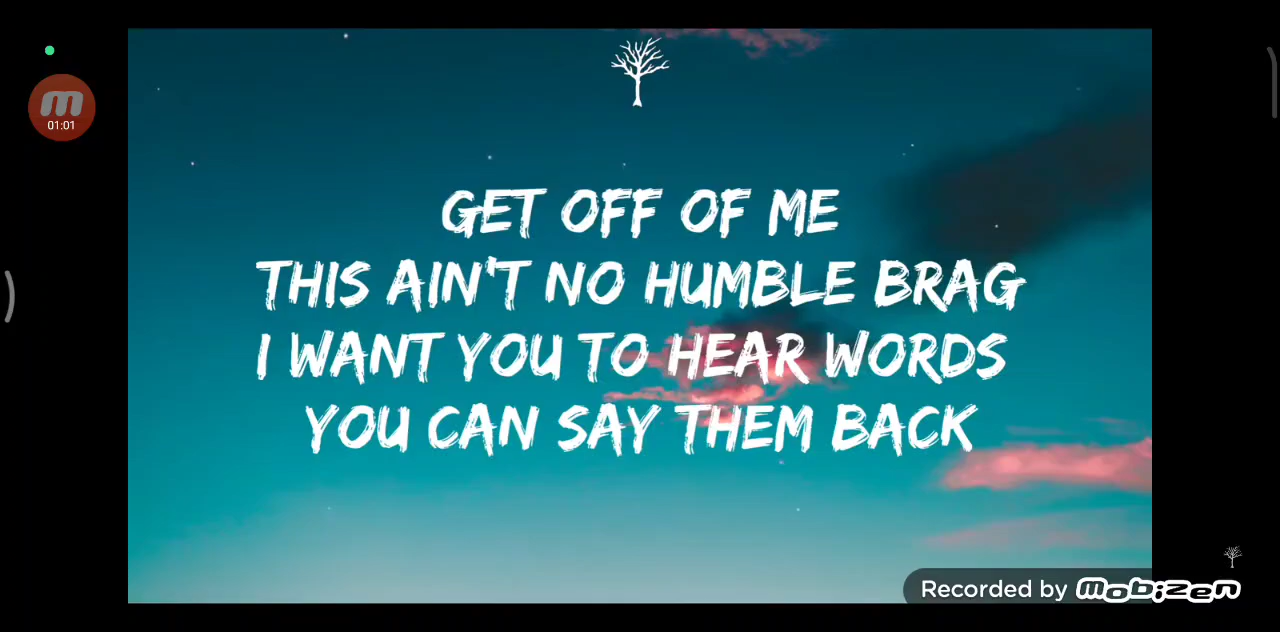 01:01
GET OFF OF ME
THIS AIN'T NO HUMBLE BRAG
I WANT YOU TO HEAR WORDS
YOU CAN SAY THEM BACK
Recorded by mobizen